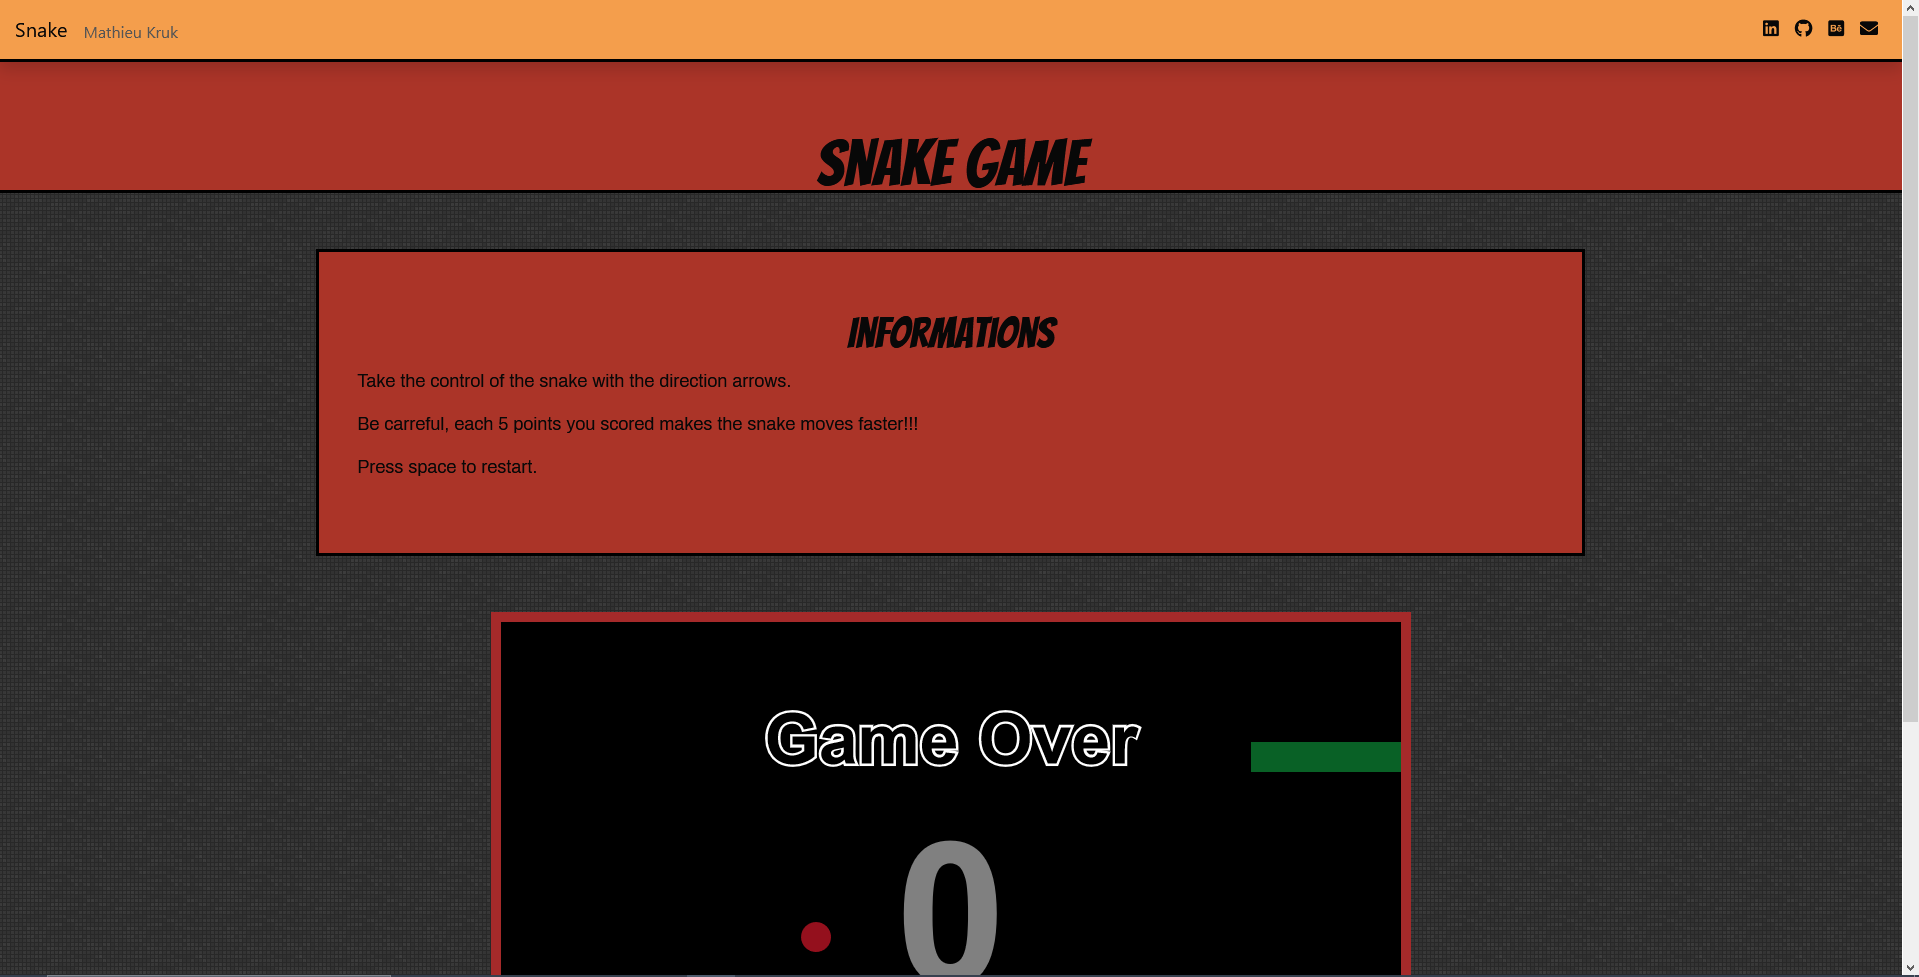 Snake Mathieu Kruk
SNAKE GAME
INFORMATIONS
Take the control of the snake with the direction arrows.
Be carreful, each 5 points you scored makes the snake moves faster!!!
Press space to restart.
Game Over
0